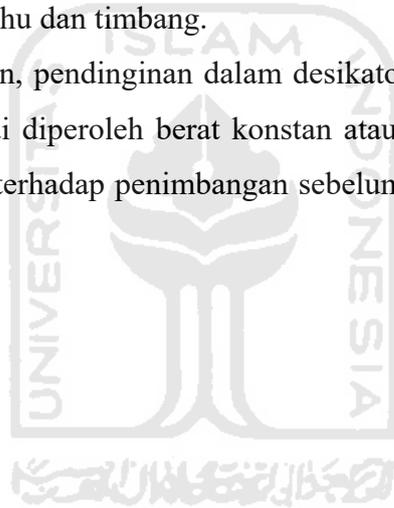 hu dan timbang.
n, pendinginan dalam desikato
i diperoleh berat konstan atau
terhadap penimbangan sebelum
ISLAM
UNIVERSITAS
INDONESIA